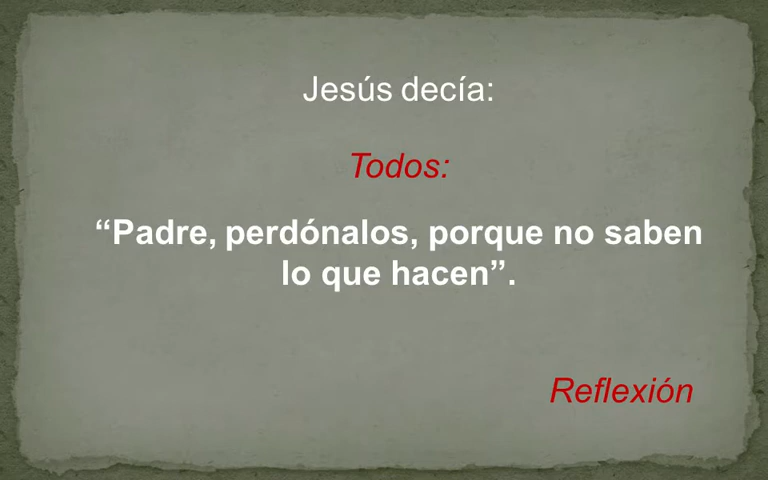 Jesús decía:
Todos:
“Padre, perdónalos, porque no saben
lo que hacen”.
Reflexión